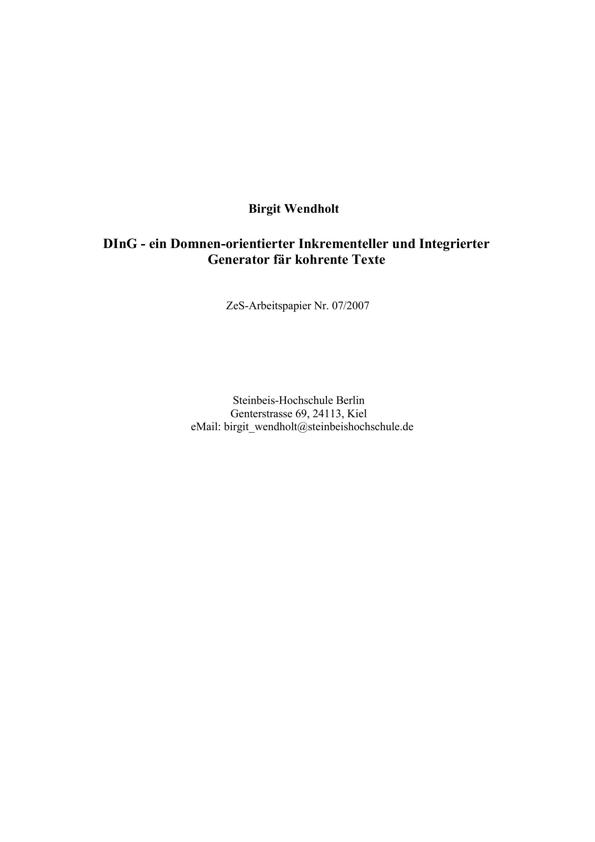 Birgit Wendholt
DInG - ein Domnen-orientierter Inkrementeller und Integrierter
Generator fär kohrente Texte
ZeS-Arbeitspapier Nr. 07/2007
Steinbeis-Hochschule Berlin
Genterstrasse 69, 24113, Kiel
eMail: birgit_wendholt@steinbeishochschule.de